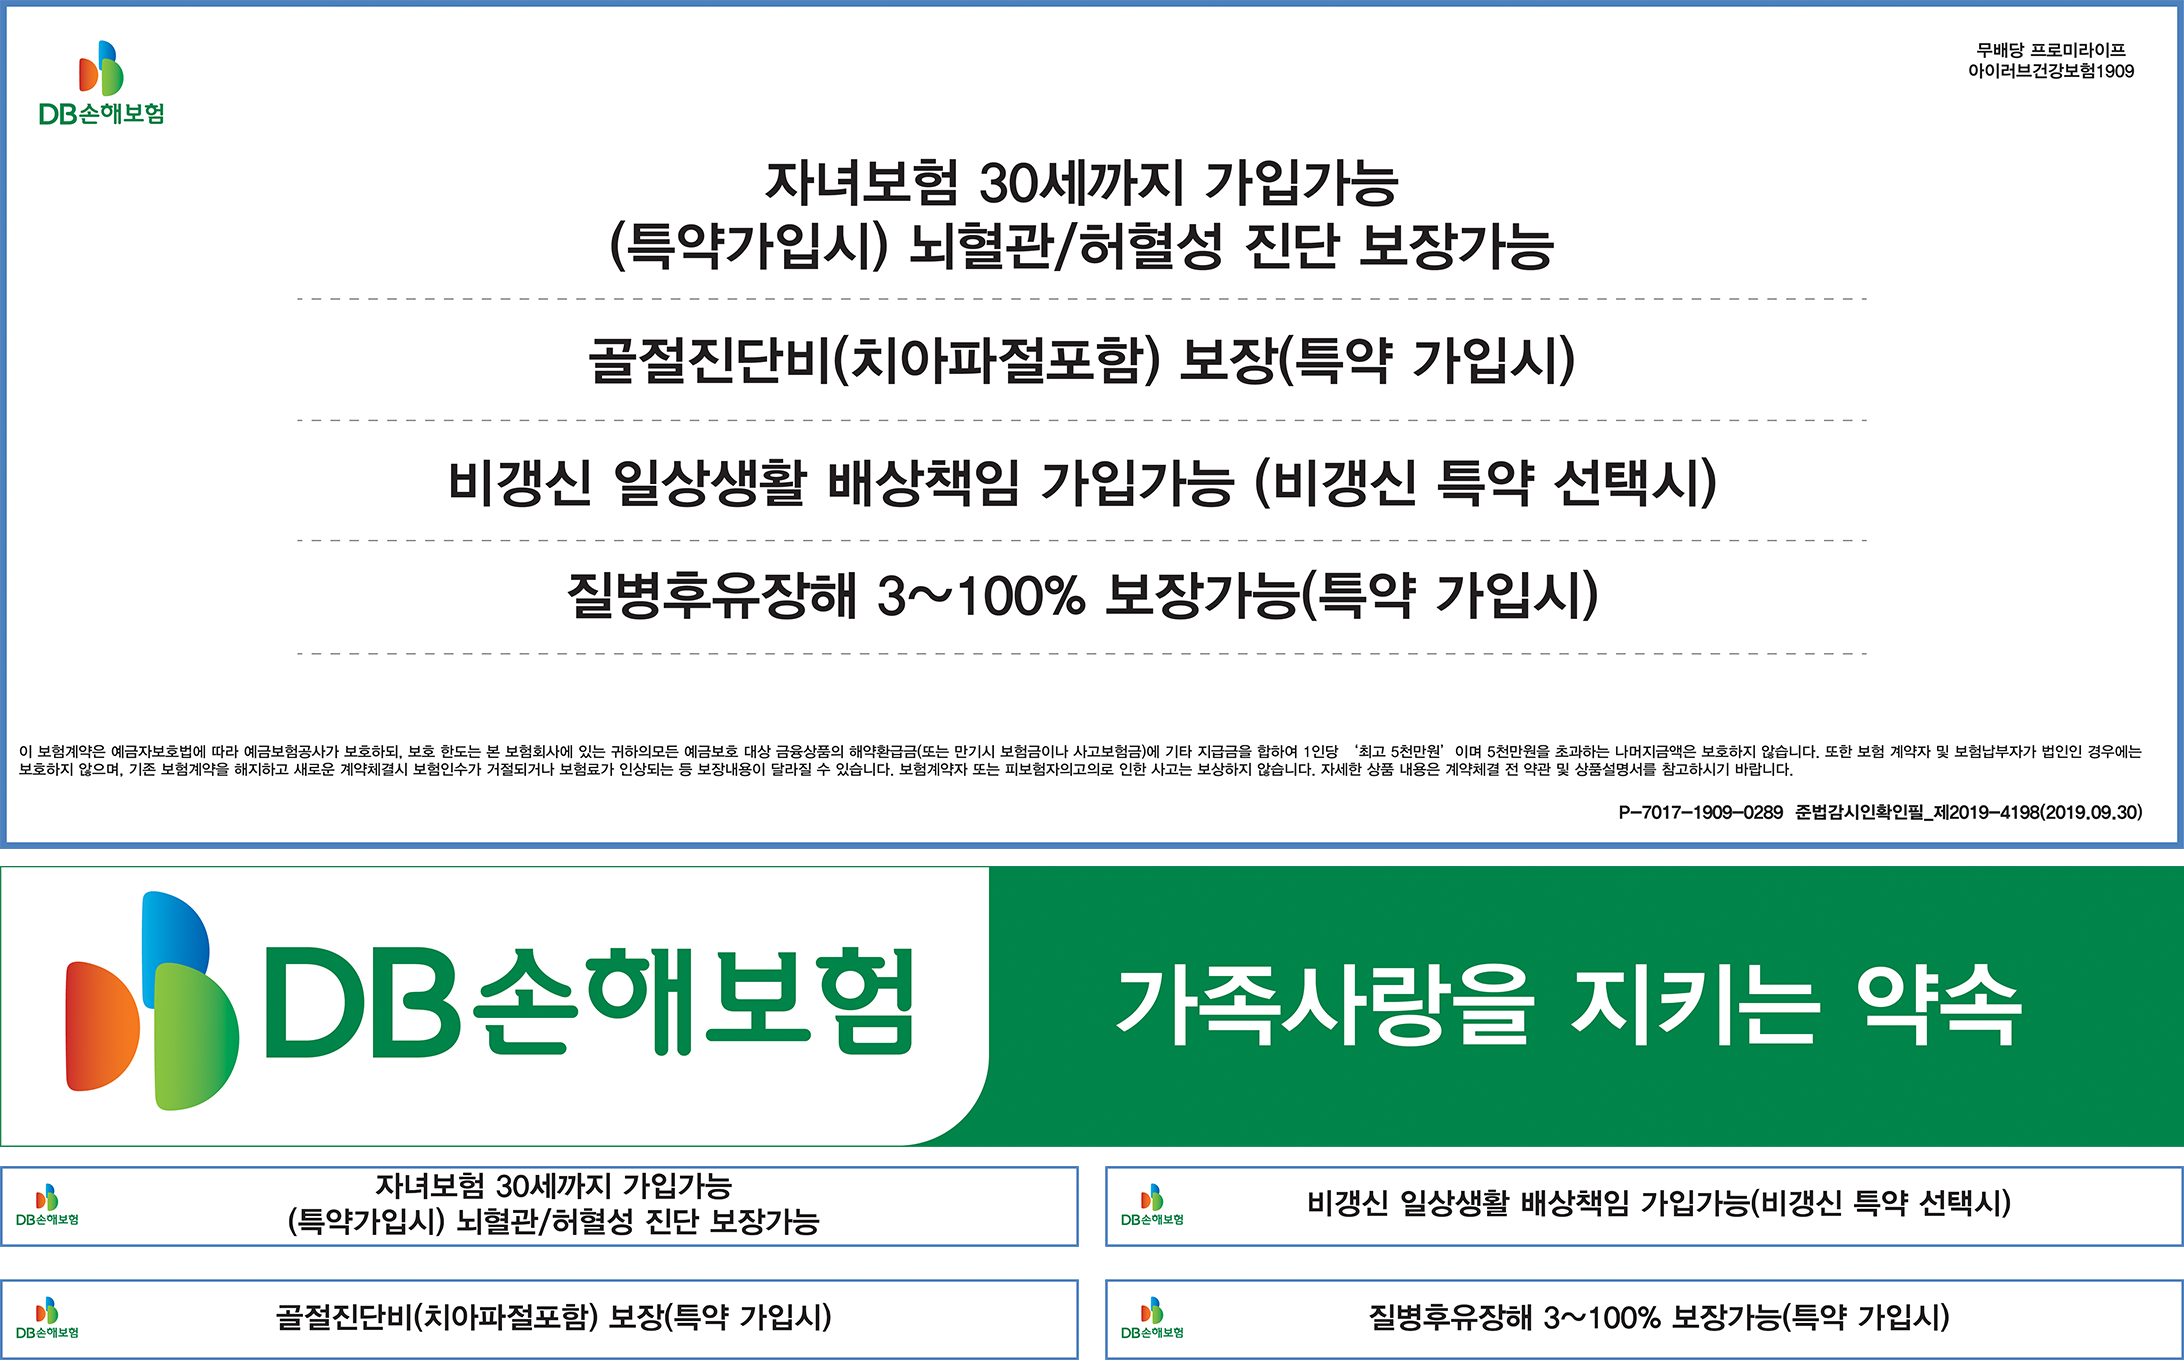 DB손해보험
무배당 프로미라이프
아이러브건강보험1909
자녀보험 30세까지 가입가능
(특약가입시) 뇌혈관/허혈성 진단 보장가능
골절진단비(치아파절포함) 보장(특약 가입시)
비갱신 일상생활 배상책임 가입가능 (비갱신 특약 선택시)
질병후유장해 3~100% 보장가능(특약 가입시)
이 보험계약은 예금자보호법에 따라 예금보험공사가 보호하되, 보호 한도는 본 보험회사에 있는 귀하의모든 예금보호 대상 금융상품의 해약환급금(또는 만기시 보험금이나 사고보험금)에 기타 지급금을 합하여 1인당 ‘최고 5천만원’ 이며 5천만원을 초과하는 나머지금액은 보호하지 않습니다. 또한 보험 계약자 및 보험납부자가 법인인 경우에는
보호하지 않으며, 기존 보험계약을 해지하고 새로운 계약체결시 보험인수가 거절되거나 보험료가 인상되는 등 보장내용이 달라질 수 있습니다. 보험계약자 또는 피보험자의고의로 인한 사고는 보상하지 않습니다. 자세한 상품 내용은 계약체결 전 약관 및 상품설명서를 참고하시기 바랍니다.
P-7017-1909-0289 준법감시인확인필_제2019-4198(2019.09.30)
DB손해보험
가족사랑을 지키는 약속
DB손해보험
자녀보험 30세까지 가입가능
(특약가입시) 뇌혈관/허혈성 진단 보장가능
DB손해보험
비갱신 일상생활 배상책임 가입가능(비갱신 특약 선택시)
DB손해보험
골절진단비(치아파절포함) 보장(특약 가입시)
DB손해보험
질병후유장해 3~100% 보장가능(특약 가입시)